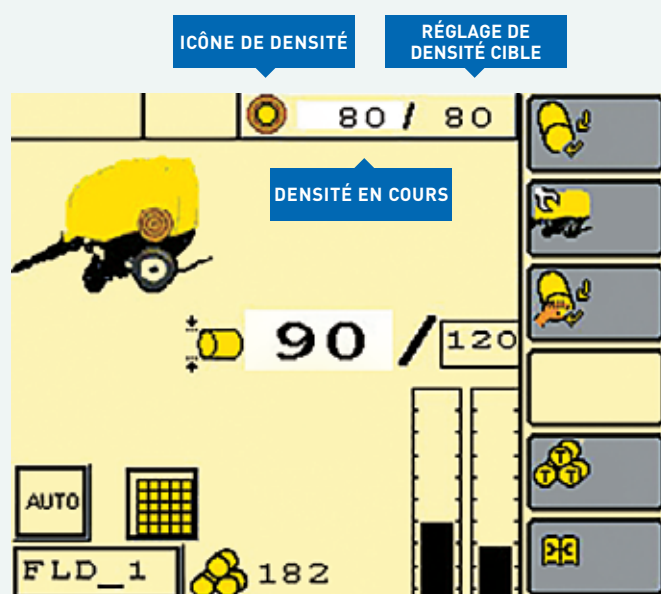 ICÔNE DE DENSITÉ
RÉGLAGE DE
DENSITÉ CIBLE
80 / 80
DENSITÉ EN COURS
90 / 120
AUTO
FLD_1
182
T T T